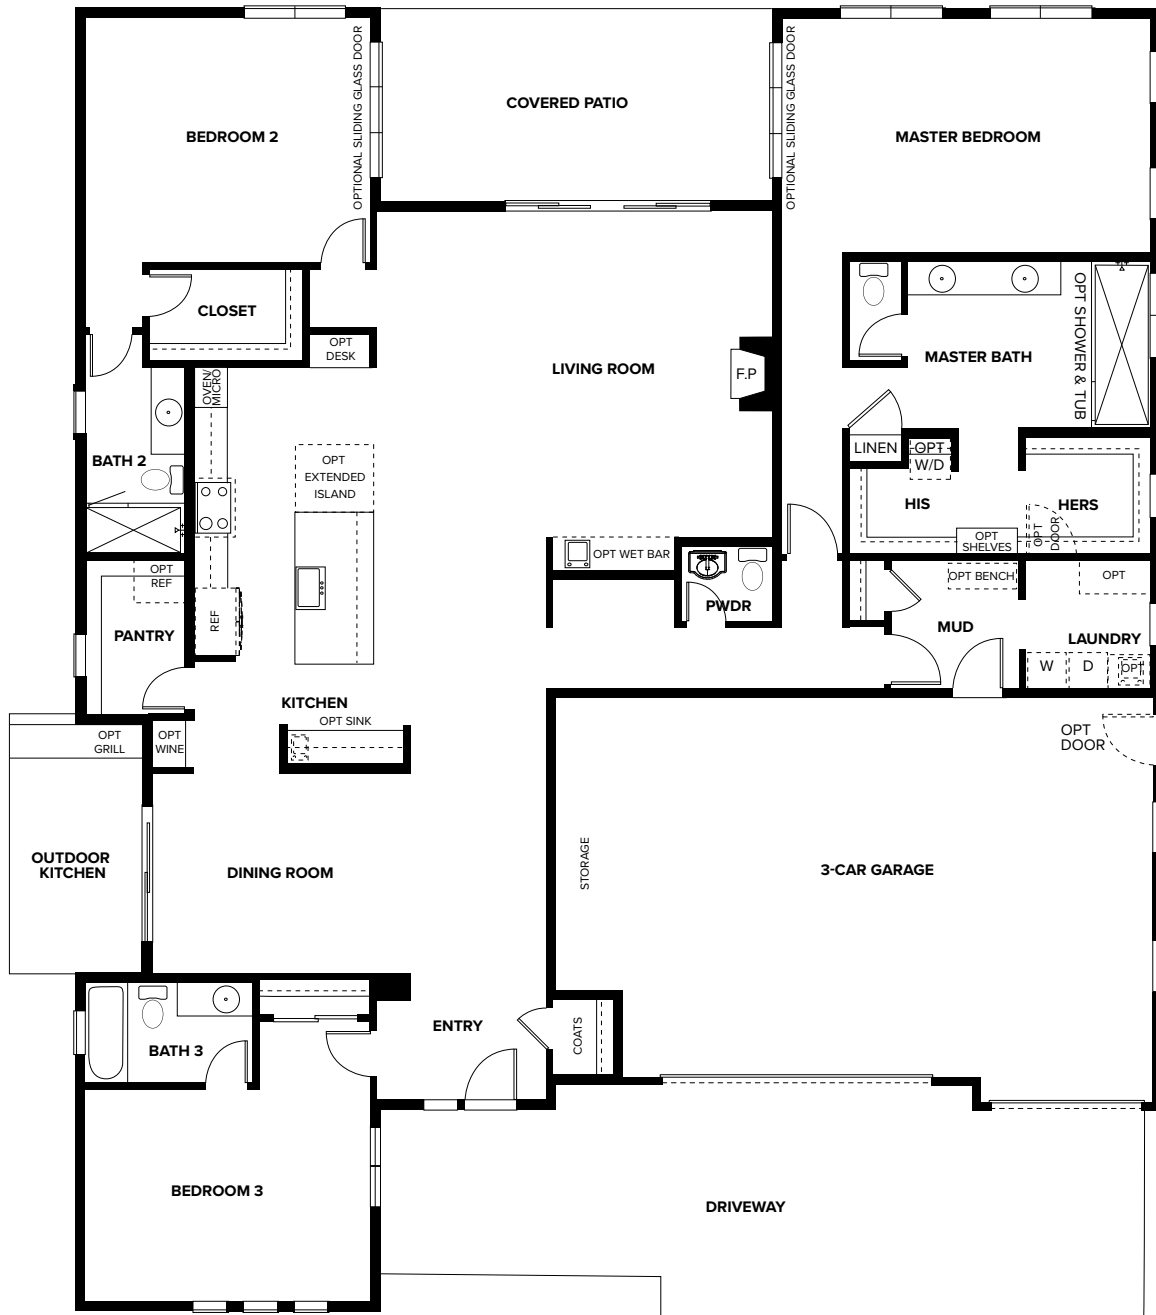 OPTIONAL SLIDING GLASS DOOR
OPTIONAL SLIDING GLASS DOOR
COVERED PATIO
BEDROOM 2
MASTER BEDROOM
CLOSET
OPT
DESK
LIVING ROOM
F.P
MASTER BATH
OPT SHOWER & TUB
OVEN/
MICRO
BATH 2
OPT
EXTENDED
ISLAND
LINEN
OPT
W/D
HIS
HERS
OPT
SHELVES
OPT
DOOR
OPT WET BAR
OPT
REF
OPT BENCH
OPT
REF
PWDR
PANTRY
MUD
LAUNDRY
W
D
OPT
KITCHEN
OPT SINK
OPT
GRILL
OPT
WINE
OPT
DOOR
OUTDOOR
KITCHEN
DINING ROOM
STORAGE
3-CAR GARAGE
ENTRY
COATS
BATH 3
BEDROOM 3
DRIVEWAY